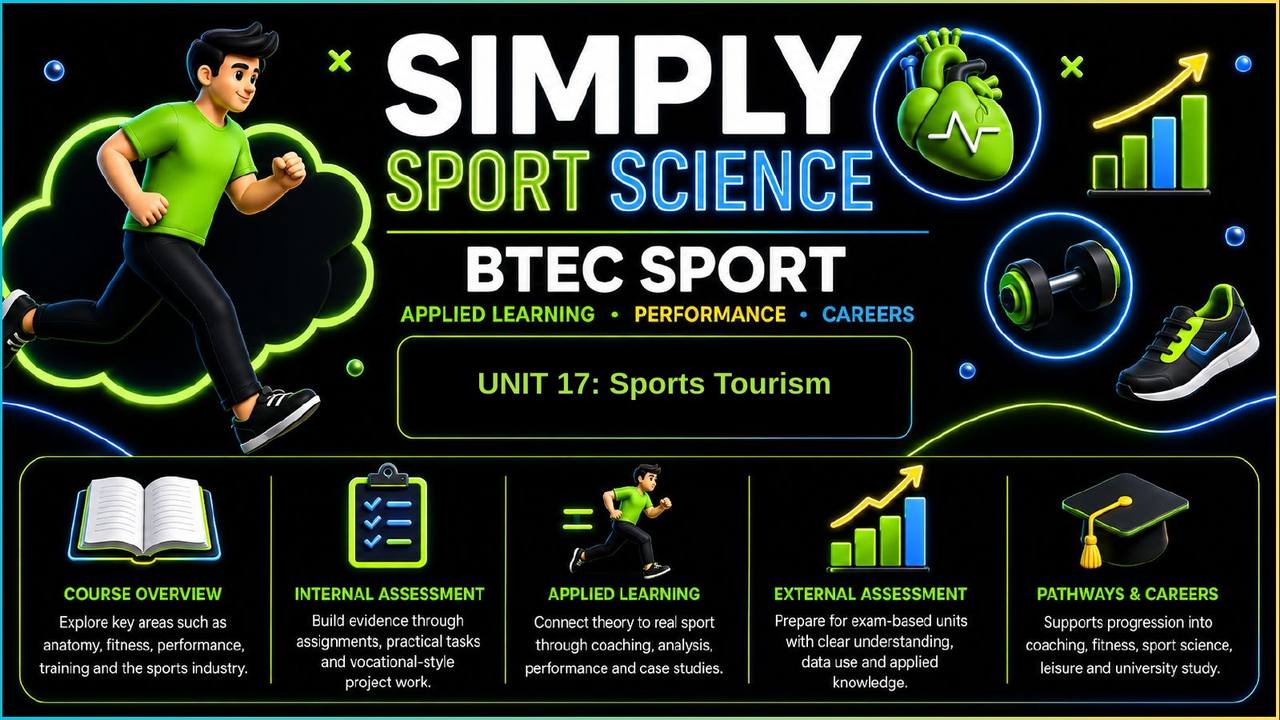 SIMPLY
SPORT SCIENCE
BTEC SPORT
APPLIED LEARNING • PERFORMANCE • CAREERS
UNIT 17: Sports Tourism
COURSE OVERVIEW
Explore key areas such as
anatomy, fitness, performance,
training and the sports industry.
INTERNAL ASSESSMENT
Build evidence through
assignments, practical tasks
and vocational-style
project work.
APPLIED LEARNING
Connect theory to real sport
through coaching, analysis,
performance and case studies.
EXTERNAL ASSESSMENT
Prepare for exam-based units
with clear understanding,
data use and applied
knowledge.
PATHWAYS & CAREERS
Supports progression into
coaching, fitness, sport science,
leisure and university study.